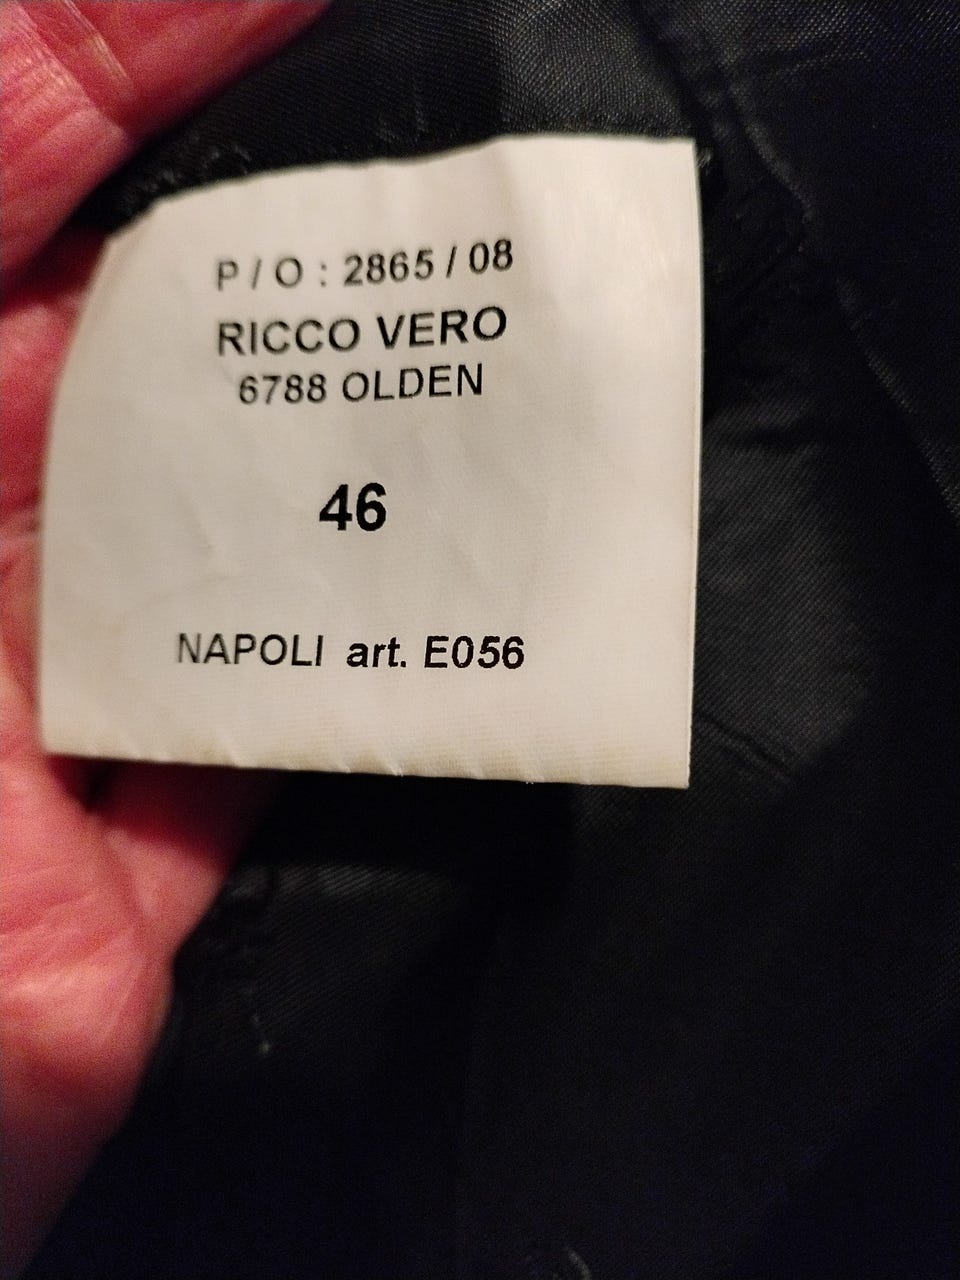 P / O : 2865 / 08
RICCO VERO
6788 OLDEN
46
NAPOLI art. E056